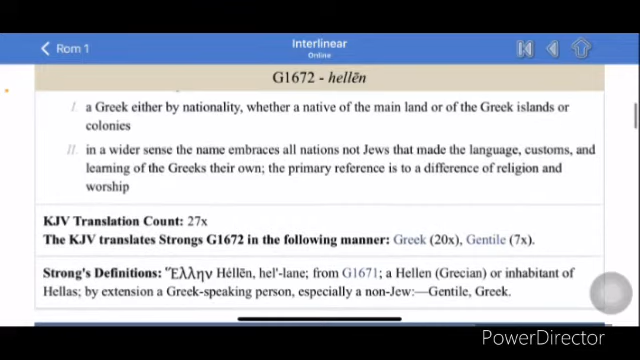 Rom 1
Interlinear
Online
G1672 - hellēn
I. a Greek either by nationality, whether a native of the main land or of the Greek islands or
colonies
II. in a wider sense the name embraces all nations not Jews that made the language, customs, and
learning of the Greeks their own; the primary reference is to a difference of religion and
worship
KJV Translation Count: 27x
The KJV translates Strongs G1672 in the following manner: Greek (20x), Gentile (7x).
Strong's Definitions: Ἕλλην Héllēn, hel'-lane; from G1671; a Hellen (Grecian) or inhabitant of
Hellas; by extension a Greek-speaking person, especially a non-Jew:—Gentile, Greek.
PowerDirector